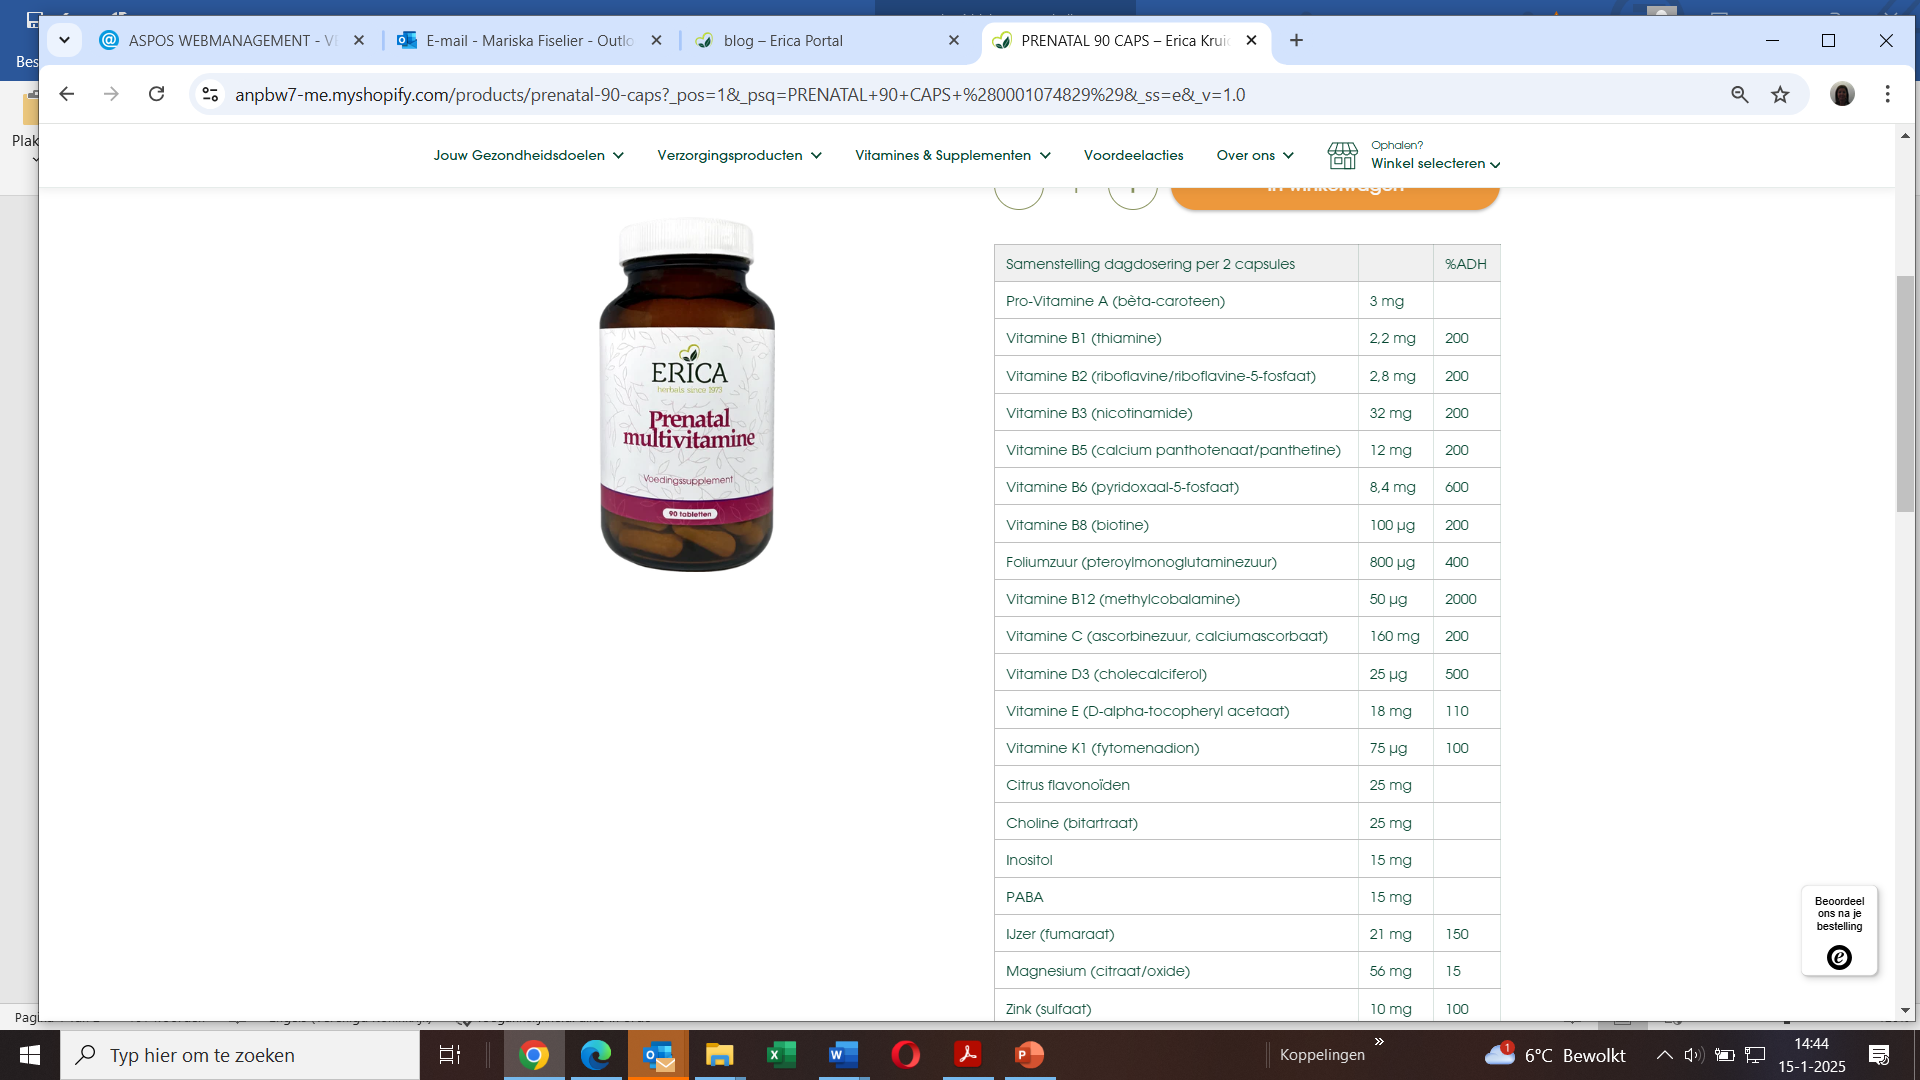 Bes
ASPOS WEBMANAGEMENT - VE
E-mail - Mariska Fiselier - Outlo
blog – Erica Portal
PRENATAL 90 CAPS – Erica Krui
anpbw7-me.myshopify.com/products/prenatal-90-caps?_pos=1&_psq=PRENATAL+90+CAPS+%280001074829%29&_ss=e&_v=1.0
Plak
Jouw Gezondheidsdoelen
Verzorgingsproducten
Vitamines & Supplementen
Voordeelacties
Over ons
Ophalen?
Winkel selecteren
In winkelwagen
ERICA
herbals since 1973
Prenatal
multivitamine
Voedingssupplement
90 tabletten
Samenstelling dagdosering per 2 capsules %ADH
Pro-Vitamine A (bèta-caroteen) 3 mg
Vitamine B1 (thiamine) 2,2 mg 200
Vitamine B2 (riboflavine/riboflavine-5-fosfaat) 2,8 mg 200
Vitamine B3 (nicotinamide) 32 mg 200
Vitamine B5 (calcium panthotenaat/panthetine) 12 mg 200
Vitamine B6 (pyridoxaal-5-fosfaat) 8,4 mg 600
Vitamine B8 (biotine) 100 µg 200
Foliumzuur (pteroylmonoglutaminezuur) 800 µg 400
Vitamine B12 (methylcobalamine) 50 µg 2000
Vitamine C (ascorbinezuur, calciumascorbaat) 160 mg 200
Vitamine D3 (cholecalciferol) 25 µg 500
Vitamine E (D-alpha-tocopheryl acetaat) 18 mg 110
Vitamine K1 (fytomenadion) 75 µg 100
Citrus flavonoïden 25 mg
Choline (bitartraat) 25 mg
Inositol 15 mg
PABA 15 mg
IJzer (fumaraat) 21 mg 150
Magnesium (citraat/oxide) 56 mg 15
Zink (sulfaat) 10 mg 100
Beoordeel
ons na je
bestelling
Typ hier om te zoeken
Koppelingen
1
6°C Bewolkt
14:44
15-1-2025